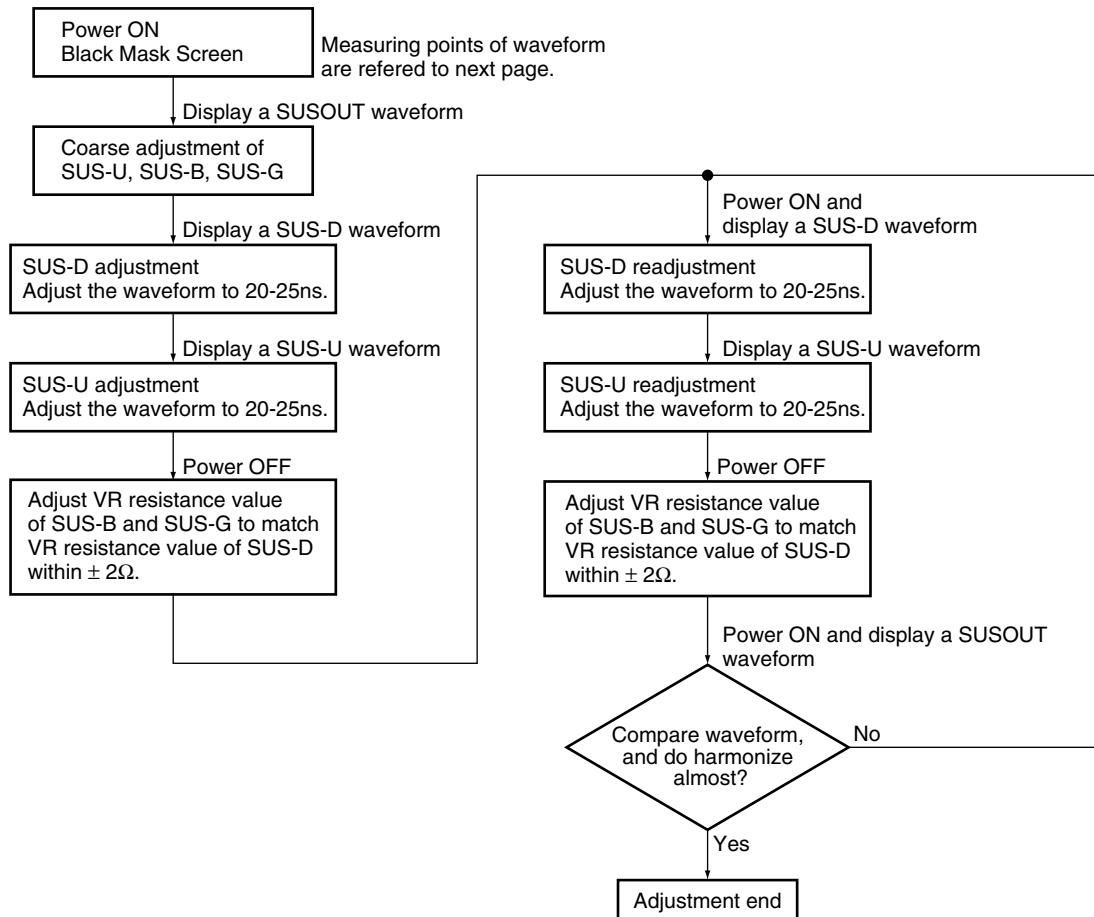 Power ON
Black Mask Screen
Measuring points of waveform
are refered to next page.
Display a SUSOUT waveform
Coarse adjustment of
SUS-U, SUS-B, SUS-G
Display a SUS-D waveform
SUS-D adjustment
Adjust the waveform to 20-25ns.
Display a SUS-U waveform
SUS-U adjustment
Adjust the waveform to 20-25ns.
Power OFF
Adjust VR resistance value
of SUS-B and SUS-G to match
VR resistance value of SUS-D
within ± 2Ω.
Power ON and
display a SUS-D waveform
SUS-D readjustment
Adjust the waveform to 20-25ns.
Display a SUS-U waveform
SUS-U readjustment
Adjust the waveform to 20-25ns.
Power OFF
Adjust VR resistance value
of SUS-B and SUS-G to match
VR resistance value of SUS-D
within ± 2Ω.
Power ON and display a SUSOUT
waveform
Compare waveform,
and do harmonize
almost?
No
Yes
Adjustment end